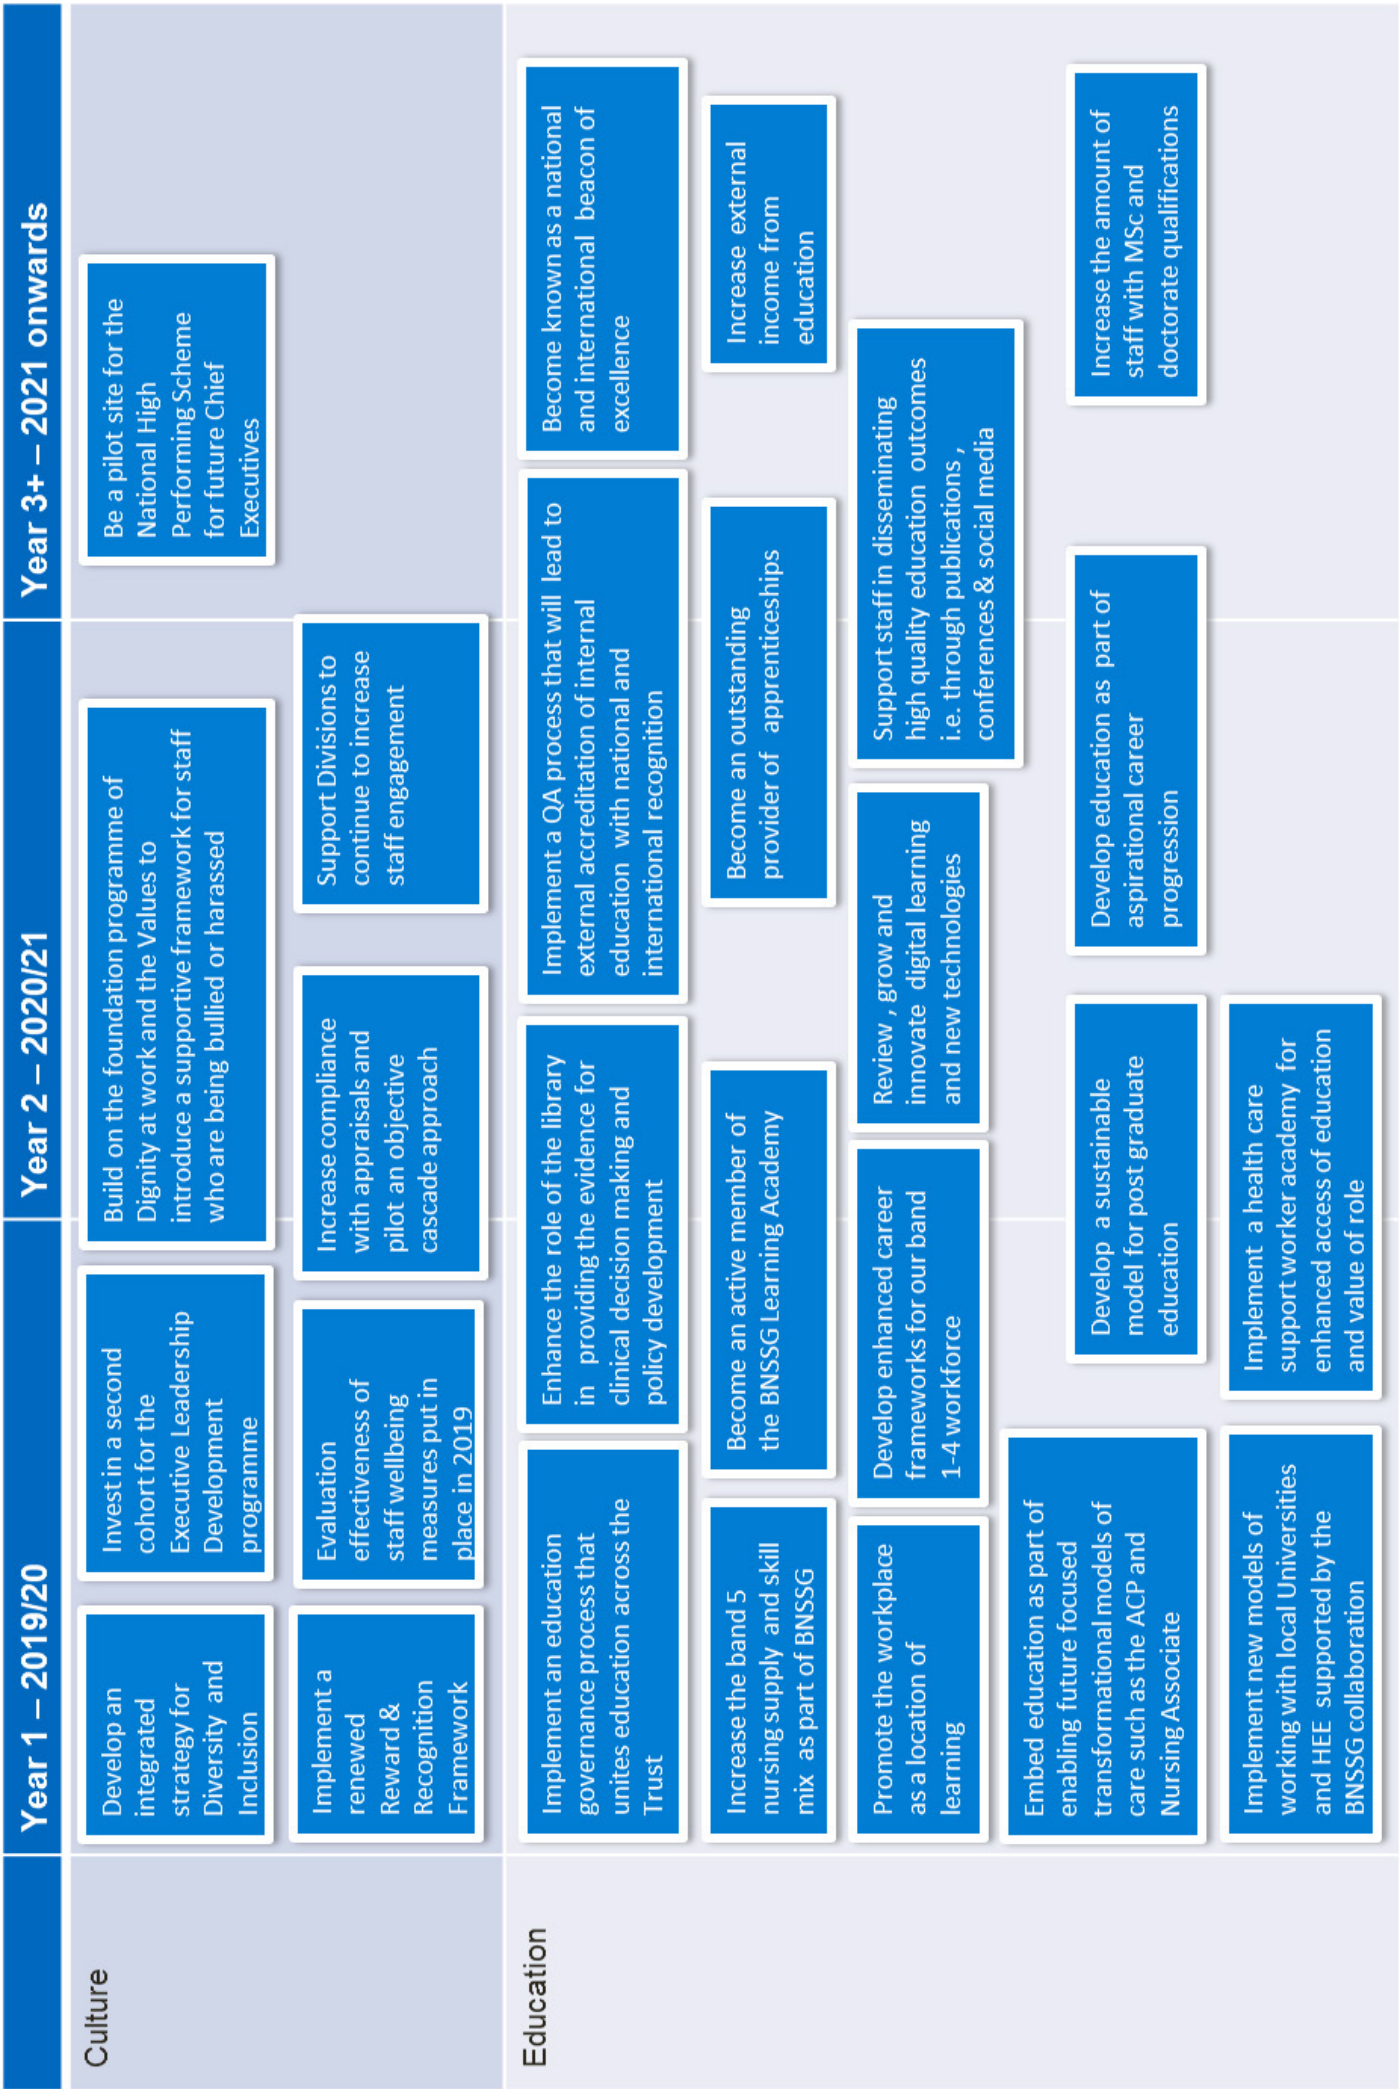 Year 1 – 2019/20
Year 2 – 2020/21
Year 3+ – 2021 onwards
Culture
Develop an
integrated
strategy for
Diversity and
Inclusion
Invest in a second
cohort for the
Executive Leadership
Development
programme
Build on the foundation programme of
Dignity at work and the Values to
introduce a supportive framework for staff
who are being bullied or harassed
Be a pilot site for the
National High
Performing Scheme
for future Chief
Executives
Implement a
renewed
Reward &
Recognition
Framework
Evaluation
effectiveness of
staff wellbeing
measures put in
place in 2019
Increase compliance
with appraisals and
pilot an objective
cascade approach
Support Divisions to
continue to increase
staff engagement
Education
Implement an education
governance process that
unites education across the
Trust
Enhance the role of the library
in providing the evidence for
clinical decision making and
policy development
Implement a QA process that will lead to
external accreditation of internal
education with national and
international recognition
Become known as a national
and international beacon of
excellence
Increase the band 5
nursing supply and skill
mix as part of BNSSG
Become an active member of
the BNSSG Learning Academy
Become an outstanding
provider of apprenticeships
Increase external
income from
education
Promote the workplace
as a location of
learning
Develop enhanced career
frameworks for our band
1-4 workforce
Review , grow and
innovate digital learning
and new technologies
Support staff in disseminating
high quality education outcomes
i.e. through publications ,
conferences & social media
Embed education as part of
enabling future focused
transformational models of
care such as the ACP and
Nursing Associate
Develop a sustainable
model for post graduate
education
Develop education as part of
aspirational career
progression
Increase the amount of
staff with MSc and
doctorate qualifications
Implement new models of
working with local Universities
and HEE supported by the
BNSSG collaboration
Implement a health care
support worker academy for
enhanced access of education
and value of role